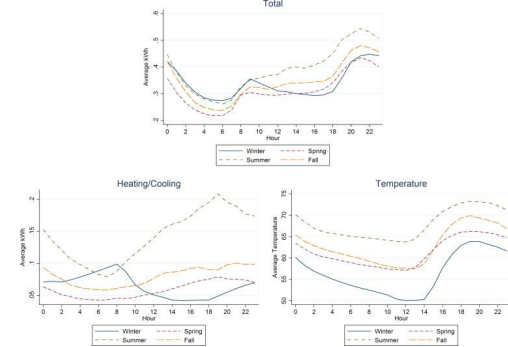 Total
Average kWh
.6
.5
.4
.3
.2
0 2 4 6 8 10 12 14 16 18 20 22
Hour
Winter Spring
Summer Fall
Heating/Cooling
Average kWh
.2
.15
.1
.05
0 2 4 6 8 10 12 14 16 18 20 22
Hour
Winter Spring
Summer Fall
Temperature
Average Temperature
75
70
65
60
55
50
0 2 4 6 8 10 12 14 16 18 20 22
Hour
Winter Spring
Summer Fall